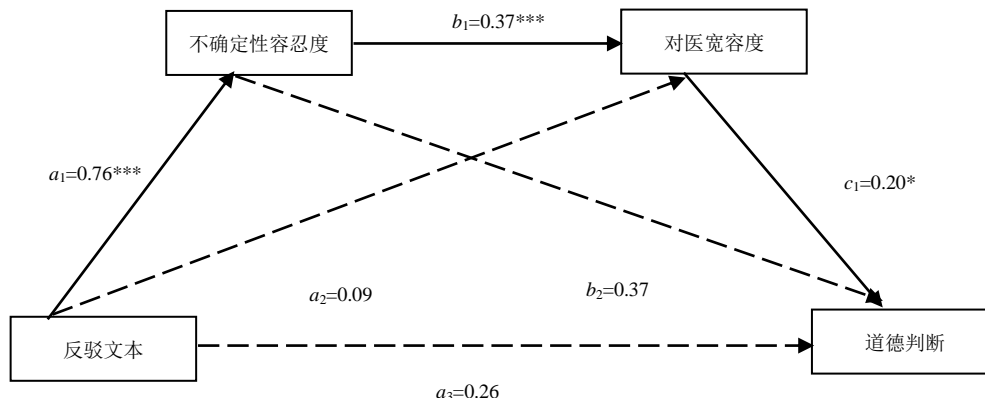 b₁=0.37***
不确定性容忍度
对医宽容度
a₁=0.76***
c₁=0.20*
a₂=0.09
b₂=0.37
反驳文本
道德判断
a₃=0.26